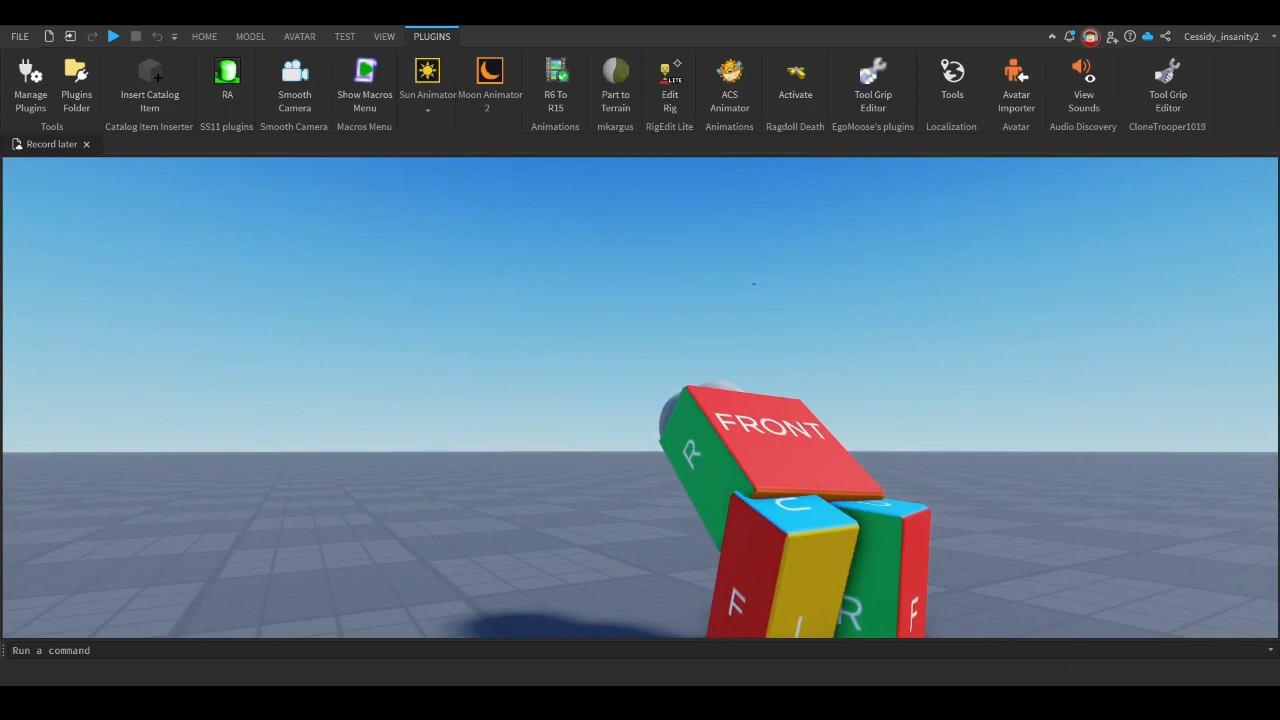 FILE HOME MODEL AVATAR TEST VIEW PLUGINS Cessidy_insanity2
Manage Plugins
Plugins Folder
Insert Catalog Item
RA
Smooth Camera
Show Macros Menu
Sun Animator
Moon Animator 2
R6 To R15
Part to Terrain
Edit Rig
LITE
ACS Animator
Activate
Tool Grip Editor
Tools
Avatar Importer
View Sounds
Tool Grip Editor
Tools Catalog Item Inserter SS11 plugins Smooth Camera Macros Menu Animations mkargus RigEdit Lite Animations Ragdoll Death EgoMoose's plugins Localization Avatar Audio Discovery CloneTrooper1019
Record later
FRONT
R
U
U
F
R
F
Run a command